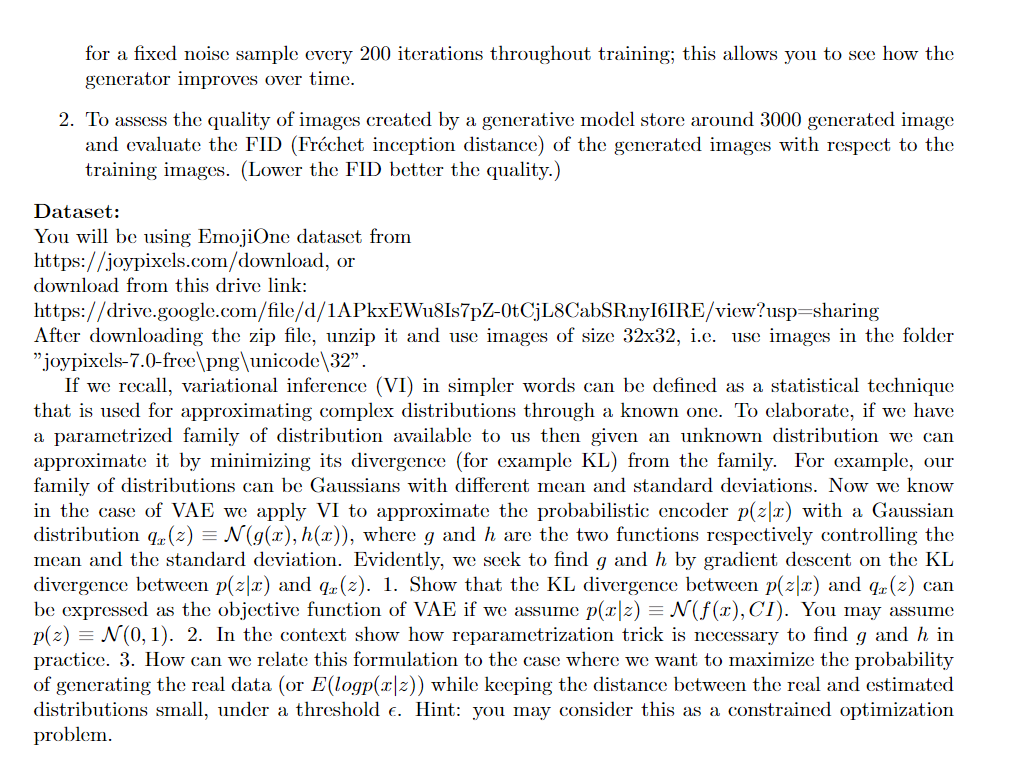 for a fixed noise sample every 200 iterations throughout training; this allows you to see how the
generator improves over time.
2. To assess the quality of images created by a generative model store around 3000 generated image
and evaluate the FID (Fréchet inception distance) of the generated images with respect to the
training images. (Lower the FID better the quality.)
Dataset:
You will be using EmojiOne dataset from
https://joypixels.com/download, or
download from this drive link:
https://drive.google.com/file/d/1APkxEWu8Is7pZ-0tCjL8CabSRnyI6IRE/view?usp=sharing
After downloading the zip file, unzip it and use images of size 32x32, i.e. use images in the folder
"joypixels-7.0-free\png\unicode\32".
If we recall, variational inference (VI) in simpler words can be defined as a statistical technique
that is used for approximating complex distributions through a known one. To elaborate, if we have
a parametrized family of distribution available to us then given an unknown distribution we can
approximate it by minimizing its divergence (for example KL) from the family. For example, our
family of distributions can be Gaussians with different mean and standard deviations. Now we know
in the case of VAE we apply VI to approximate the probabilistic encoder p(z|x) with a Gaussian
distribution qₓ(z) ≡ 𝒩(g(x), h(x)), where g and h are the two functions respectively controlling the
mean and the standard deviation. Evidently, we seek to find g and h by gradient descent on the KL
divergence between p(z|x) and qₓ(z). 1. Show that the KL divergence between p(z|x) and qₓ(z) can
be expressed as the objective function of VAE if we assume p(x|z) ≡ 𝒩(f(x), CI). You may assume
p(z) ≡ 𝒩(0, 1). 2. In the context show how reparametrization trick is necessary to find g and h in
practice. 3. How can we relate this formulation to the case where we want to maximize the probability
of generating the real data (or E(logp(x|z)) while keeping the distance between the real and estimated
distributions small, under a threshold ϵ. Hint: you may consider this as a constrained optimization
problem.